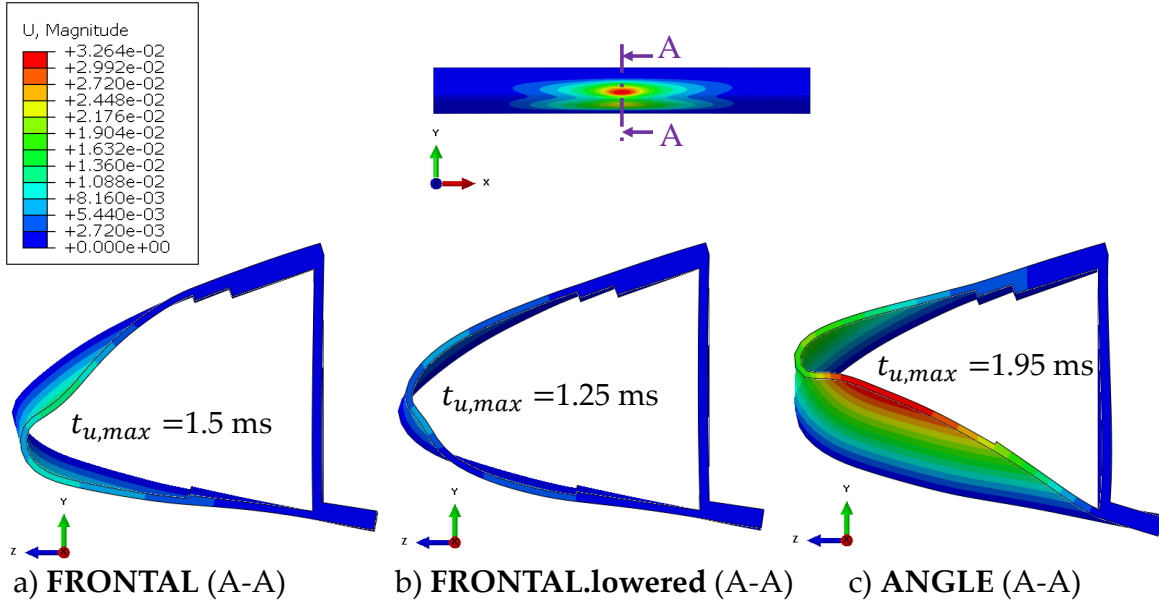 U, Magnitude
+3.264e-02
+2.992e-02
+2.720e-02
+2.448e-02
+2.176e-02
+1.904e-02
+1.632e-02
+1.360e-02
+1.088e-02
+8.160e-03
+5.440e-03
+2.720e-03
+0.000e+00
A
A
Y
X
t_{u,max} =1.5 ms
t_{u,max} =1.25 ms
t_{u,max} =1.95 ms
Y
Z
X
Y
Z
X
Y
Z
X
a) FRONTAL (A-A)
b) FRONTAL.lowered (A-A)
c) ANGLE (A-A)